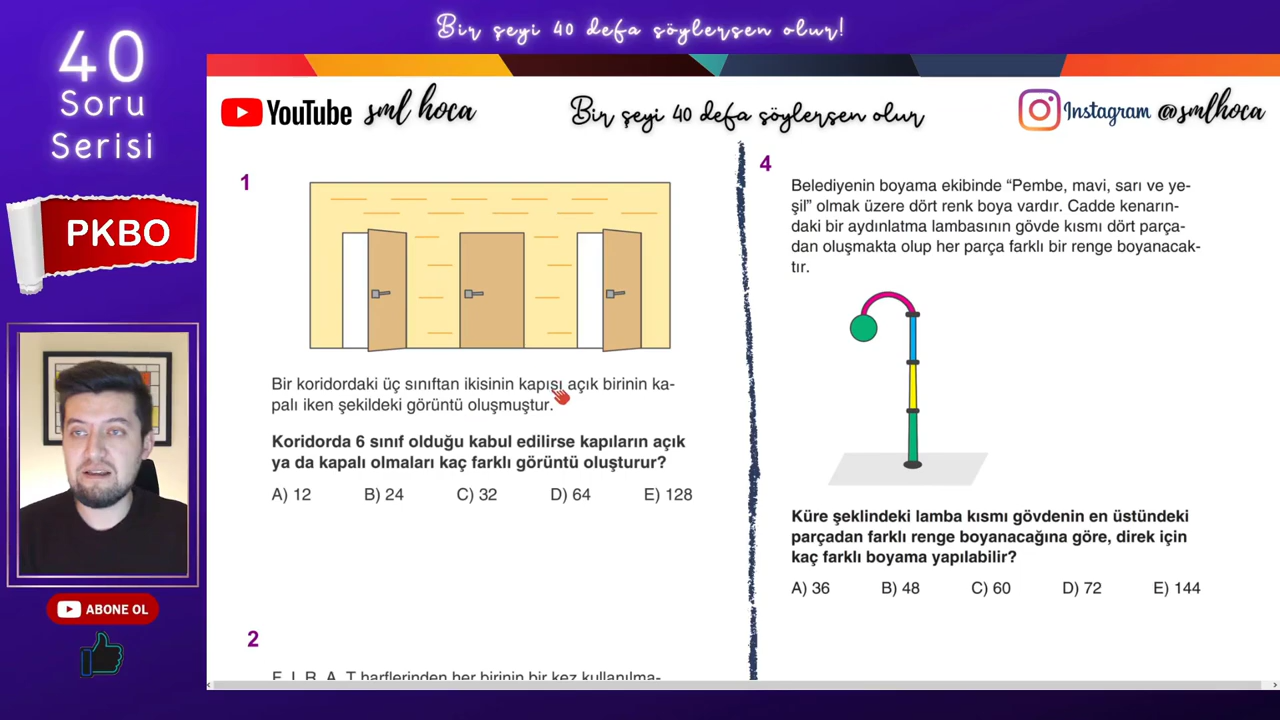 Bir şeyi 40 defa söylersen olur!
40
Soru
Serisi
PKBO
ABONE OL
YouTube sml hoca
Bir şeyi 40 defa söylersen olur
Instagram @smlhoca
1
Bir koridordaki üç sınıftan ikisinin kapısı açık birinin ka-
palı iken şekildeki görüntü oluşmuştur.
Koridorda 6 sınıf olduğu kabul edilirse kapıların açık
ya da kapalı olmaları kaç farklı görüntü oluşturur?
A) 12 B) 24 C) 32 D) 64 E) 128
2
E, İ, R, A, T harflerinden her birinin bir kez kullanılma-
4
Belediyenin boyama ekibinde “Pembe, mavi, sarı ve ye-
şil” olmak üzere dört renk boya vardır. Cadde kenarın-
daki bir aydınlatma lambasının gövde kısmı dört parça-
dan oluşmakta olup her parça farklı bir renge boyanacak-
tır.
Küre şeklindeki lamba kısmı gövdenin en üstündeki
parçadan farklı renge boyanacağına göre, direk için
kaç farklı boyama yapılabilir?
A) 36 B) 48 C) 60 D) 72 E) 144